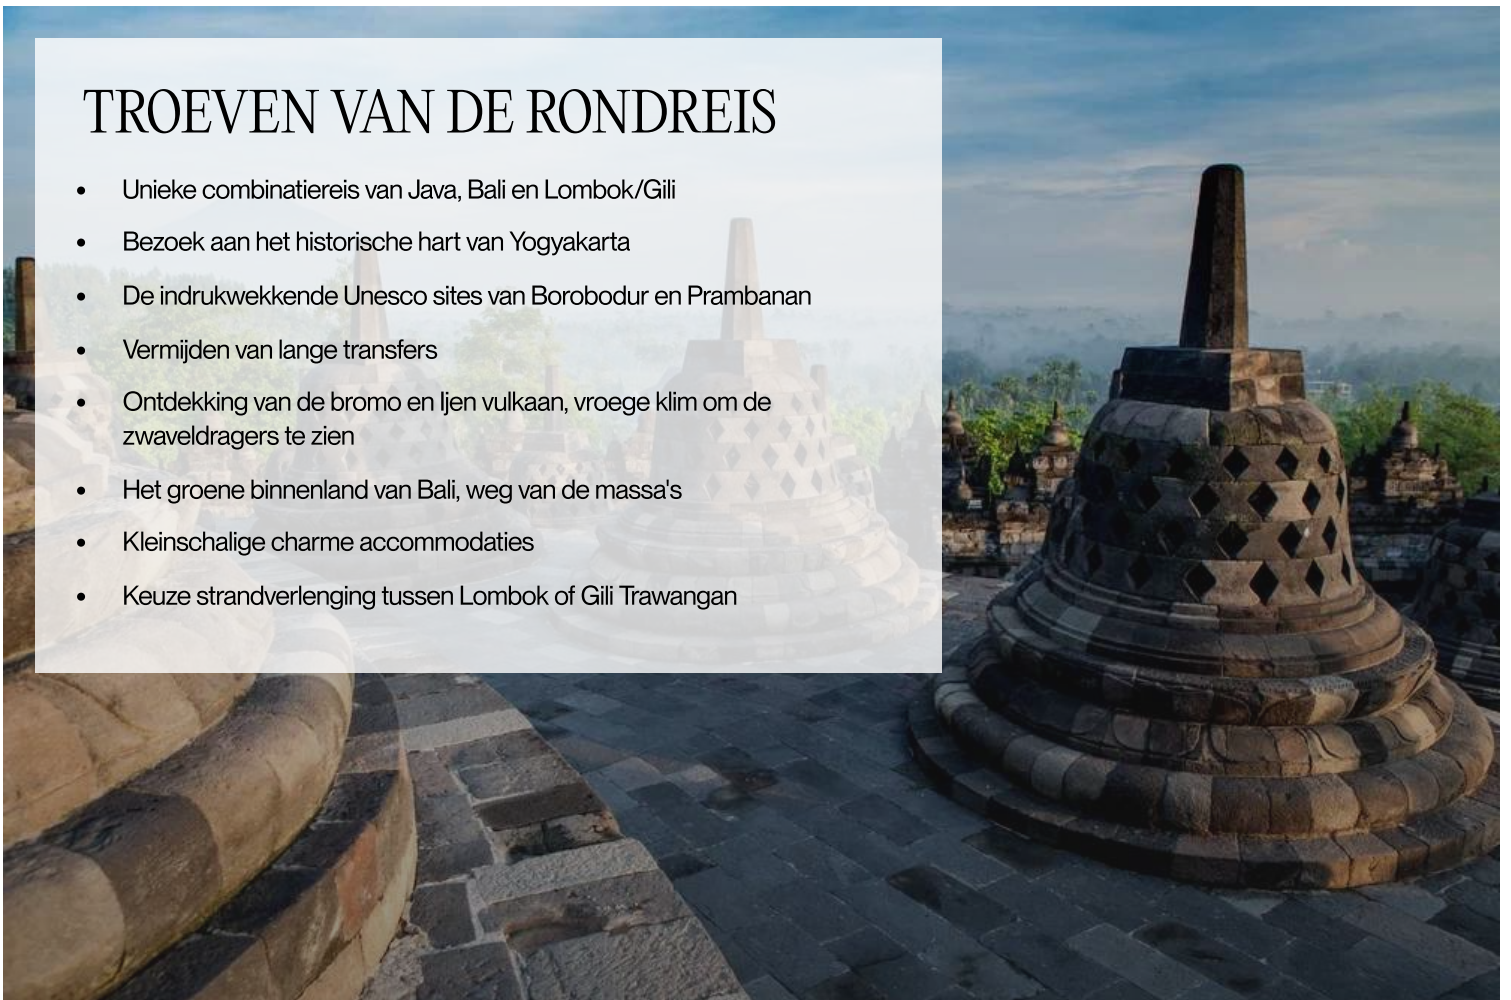 TROEVEN VAN DE RONDREIS
• Unieke combinatiereis van Java, Bali en Lombok/Gili
• Bezoek aan het historische hart van Yogyakarta
• De indrukwekkende Unesco sites van Borobodur en Prambanan
• Vermijden van lange transfers
• Ontdekking van de bromo en Ijen vulkaan, vroege klim om de
zwaveldragers te zien
• Het groene binnenland van Bali, weg van de massa's
• Kleinschalige charme accommodaties
• Keuze strandverlenging tussen Lombok of Gili Trawangan